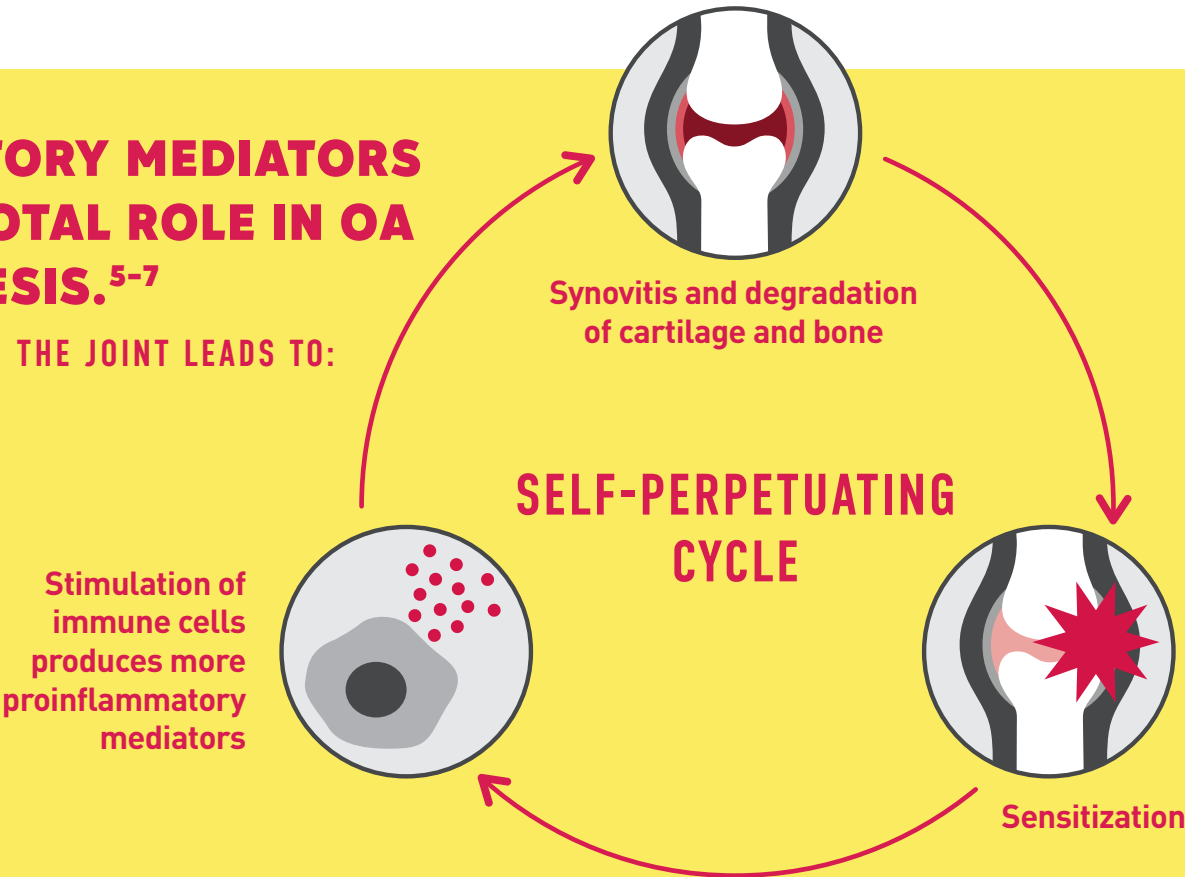 TORY MEDIATORS
OTAL ROLE IN OA
ESIS.5-7
THE JOINT LEADS TO:
Synovitis and degradation
of cartilage and bone
SELF-PERPETUATING
CYCLE
Stimulation of
immune cells
produces more
proinflammatory
mediators
Sensitization